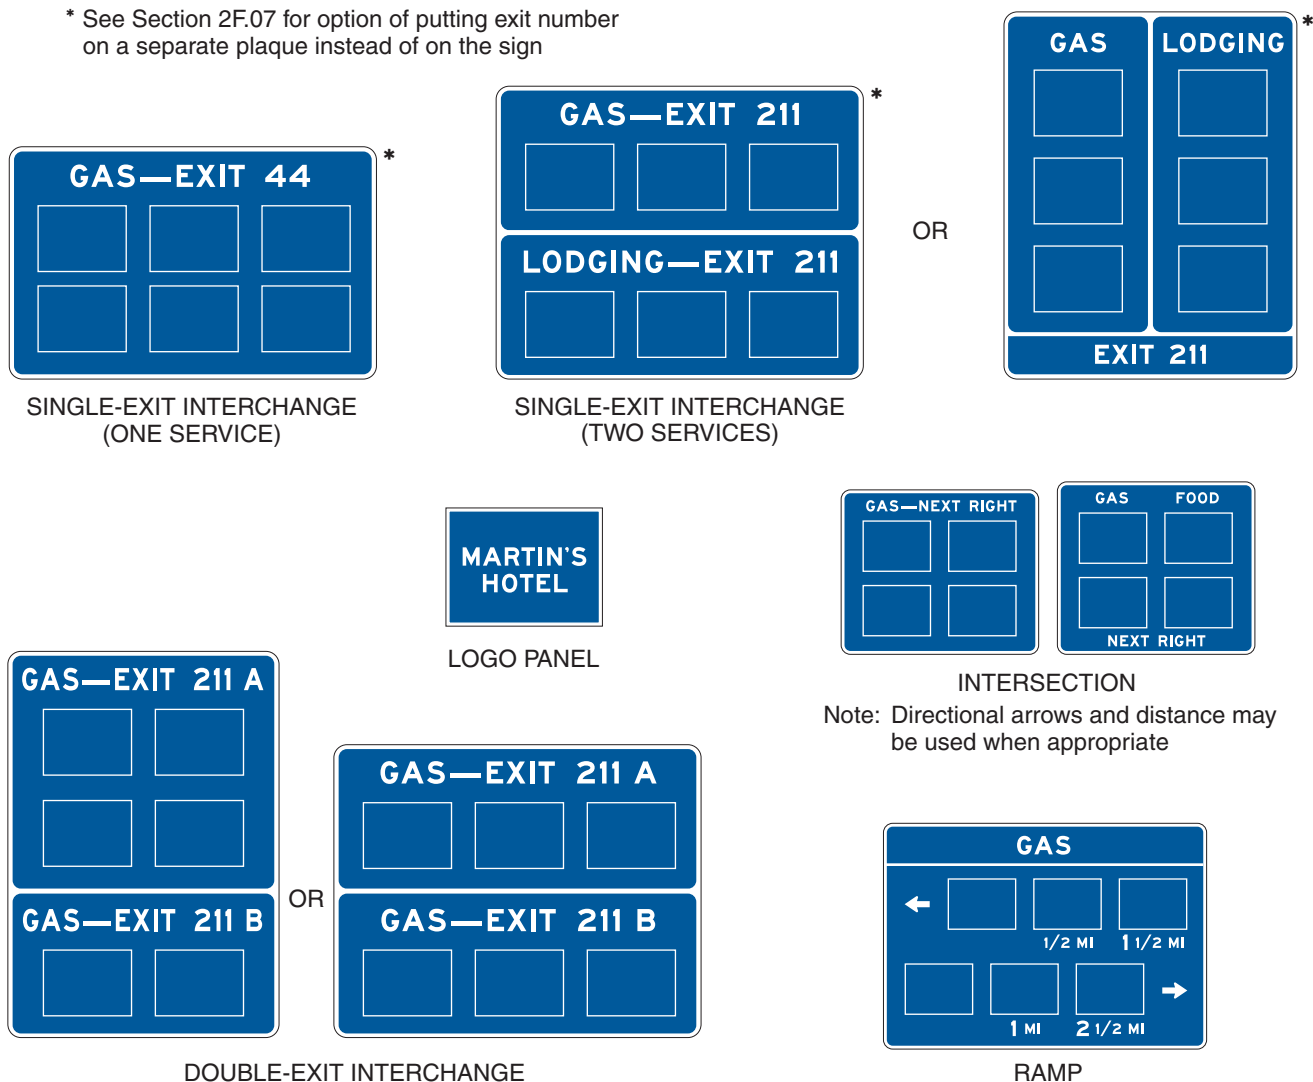 * See Section 2F.07 for option of putting exit number
on a separate plaque instead of on the sign
GAS—EXIT 44
*
SINGLE-EXIT INTERCHANGE
(ONE SERVICE)
GAS—EXIT 211
*
LODGING—EXIT 211
SINGLE-EXIT INTERCHANGE
(TWO SERVICES)
OR
GAS LODGING
*
EXIT 211
MARTIN'S
HOTEL
LOGO PANEL
GAS—NEXT RIGHT
GAS FOOD
NEXT RIGHT
INTERSECTION
Note: Directional arrows and distance may
be used when appropriate
GAS—EXIT 211 A
GAS—EXIT 211 B
OR
GAS—EXIT 211 A
GAS—EXIT 211 B
DOUBLE-EXIT INTERCHANGE
GAS
1/2 MI 1 1/2 MI
1 MI 2 1/2 MI
RAMP